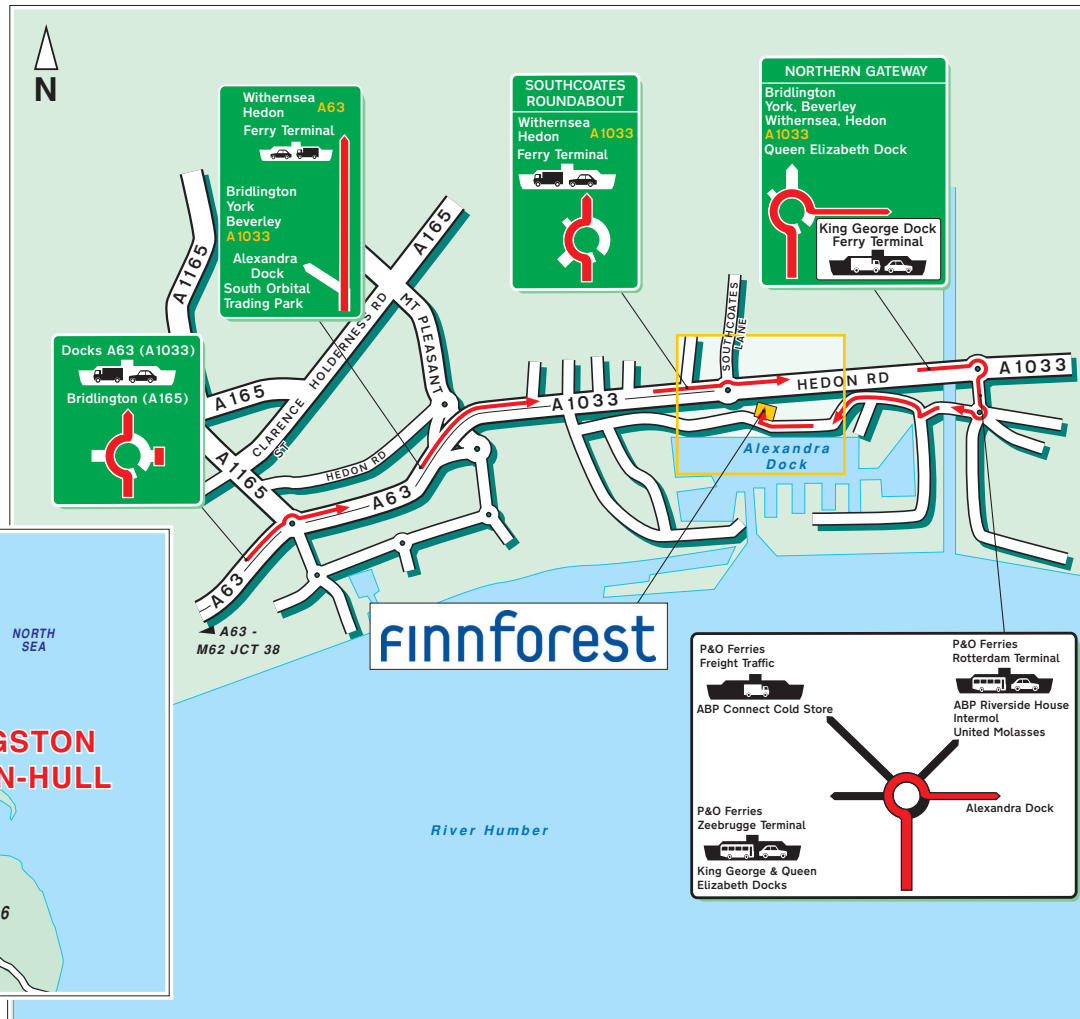 N
Withernsea
Hedon A63
Ferry Terminal
Bridlington
York
Beverley
A1033
Alexandra
Dock
South Orbital
Trading Park
SOUTHCOATES
ROUNDABOUT
Withernsea
Hedon A1033
Ferry Terminal
NORTHERN GATEWAY
Bridlington
York, Beverley
Withernsea, Hedon
A1033
Queen Elizabeth Dock
King George Dock
Ferry Terminal
Docks A63 (A1033)
Bridlington (A165)
A1165
A165
HOLDERNESS RD
MT PLEASANT
A165
CLARENCE
ST
A1165
HEDON RD
A63
A63
A1033
SOUTHCOATES
LANE
HEDON RD
A1033
Alexandra
Dock
A63 -
M62 JCT 38
Finnforest
NORTH
SEA
GSTON
N-HULL
6
River Humber
P&O Ferries
Freight Traffic
ABP Connect Cold Store
P&O Ferries
Rotterdam Terminal
ABP Riverside House
Intermol
United Molasses
Alexandra Dock
P&O Ferries
Zeebrugge Terminal
King George & Queen
Elizabeth Docks